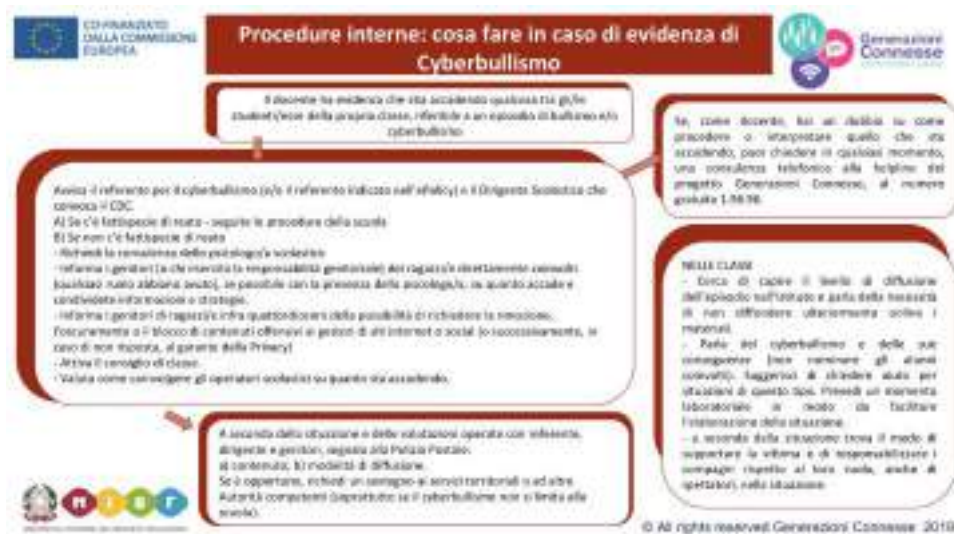 CO-FINANZIATO
DALLA COMMISSIONE
EUROPEA
Procedure interne: cosa fare in caso di evidenza di
Cyberbullismo
Generazioni
Connesse
Il docente ha evidenza che stia accadendo qualcosa tra gli/le
studenti/esse della propria classe, riferibile a un episodio di bullismo e/o
cyberbullismo
Se, come docente, hai un dubbio su come
procedere o interpretare quello che sta
accadendo, puoi chiedere in qualsiasi momento,
una consulenza telefonica alla helpline del
progetto Generazioni Connesse, al numero
gratuito 1.96.96.
Avvisa il referente per il cyberbullismo (e/o il referente indicato nell'ePolicy) e il Dirigente Scolastico che
convoca il CDC.
A) Se c'è fattispecie di reato - seguire le procedure della scuola
B) Se non c'è fattispecie di reato
- Richiedi la consulenza dello psicologo/a scolastico
- Informa i genitori (o chi esercita la responsabilità genitoriale) dei ragazzi/e direttamente coinvolti
(qualsiasi ruolo abbiano avuto), se possibile con la presenza dello psicologo/a, su quanto accade e
condividete informazioni e strategie.
- Informa i genitori di ragazzi/e infra quattordicenni della possibilità di richiedere la rimozione,
l'oscuramento o il blocco di contenuti offensivi ai gestori di siti internet o social (o successivamente, in
caso di non risposta, al garante della Privacy)
- Attiva il consiglio di classe.
- Valuta come coinvolgere gli operatori scolastici su quanto sta accadendo.
NELLE CLASSI
- Cerca di capire il livello di diffusione
dell'episodio nell'Istituto e parla della necessità
di non diffondere ulteriormente online i
materiali.
- Parla del cyberbullismo e delle sue
conseguenze (non nominare gli alunni
coinvolti). Suggerisci di chiedere aiuto per
situazioni di questo tipo. Prevedi un momento
laboratoriale in modo da facilitare
l'elaborazione della situazione.
- a seconda della situazione trova il modo di
supportare la vittima e di responsabilizzare i
compagni rispetto al loro ruolo, anche di
spettatori, nella situazione.
A seconda della situazione e delle valutazioni operate con referente,
dirigente e genitori, segnala alla Polizia Postale:
a) contenuto; b) modalità di diffusione.
Se è opportuno, richiedi un sostegno ai servizi territoriali o ad altre
Autorità competenti (soprattutto se il cyberbullismo non si limita alla
scuola).
© All rights reserved Generazioni Connesse 2019